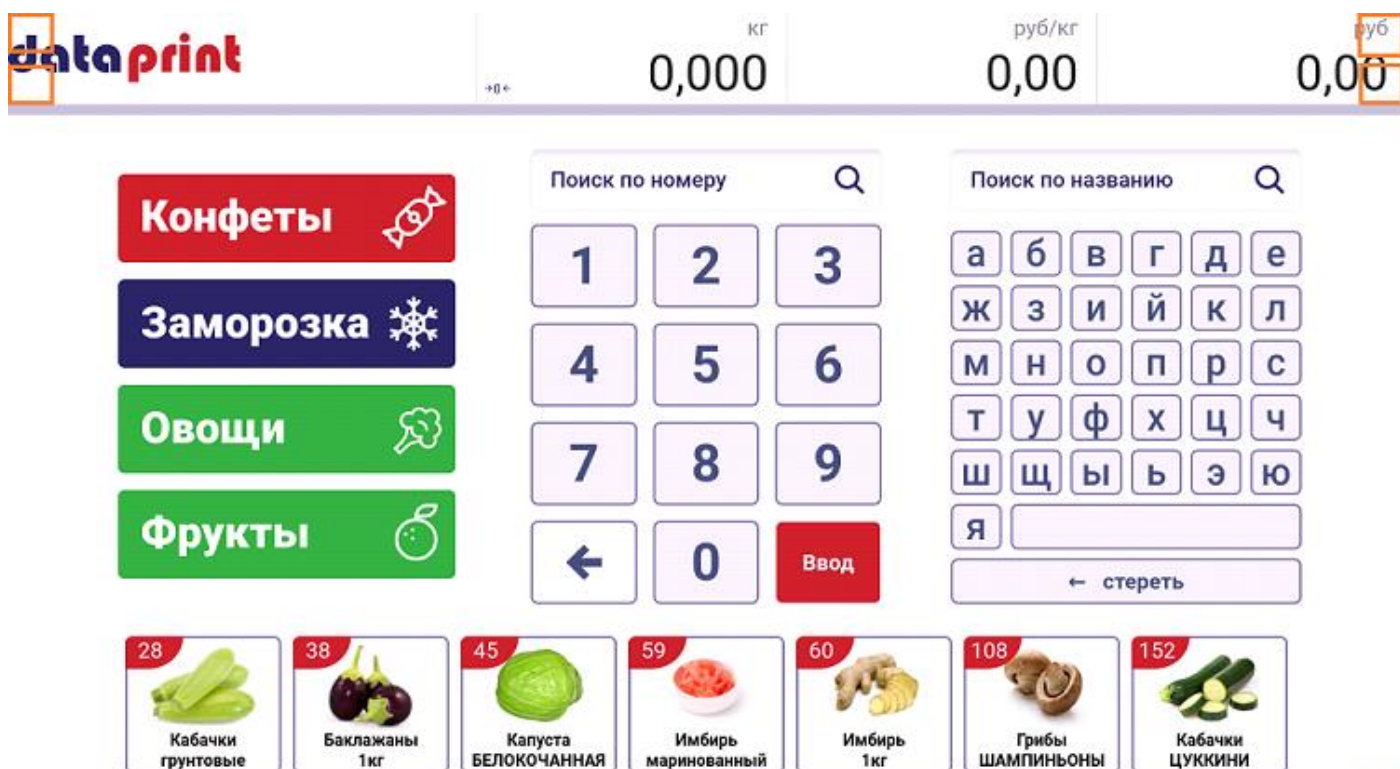 dataprint
кг
руб/кг
руб
→0←
0,000
0,00
0,00
Поиск по номеру
Поиск по названию
Конфеты
Заморозка
Овощи
Фрукты
1 2 3
4 5 6
7 8 9
← 0 Ввод
а б в г д е
ж з и й к л
м н о п р с
т у ф х ц ч
ш щ ы ь э ю
я
← стереть
28
Кабачки
грунтовые
38
Баклажаны
1кг
45
Капуста
БЕЛОКОЧАННАЯ
59
Имбирь
маринованный
60
Имбирь
1кг
108
Грибы
ШАМПИНЬОНЫ
152
Кабачки
ЦУККИНИ